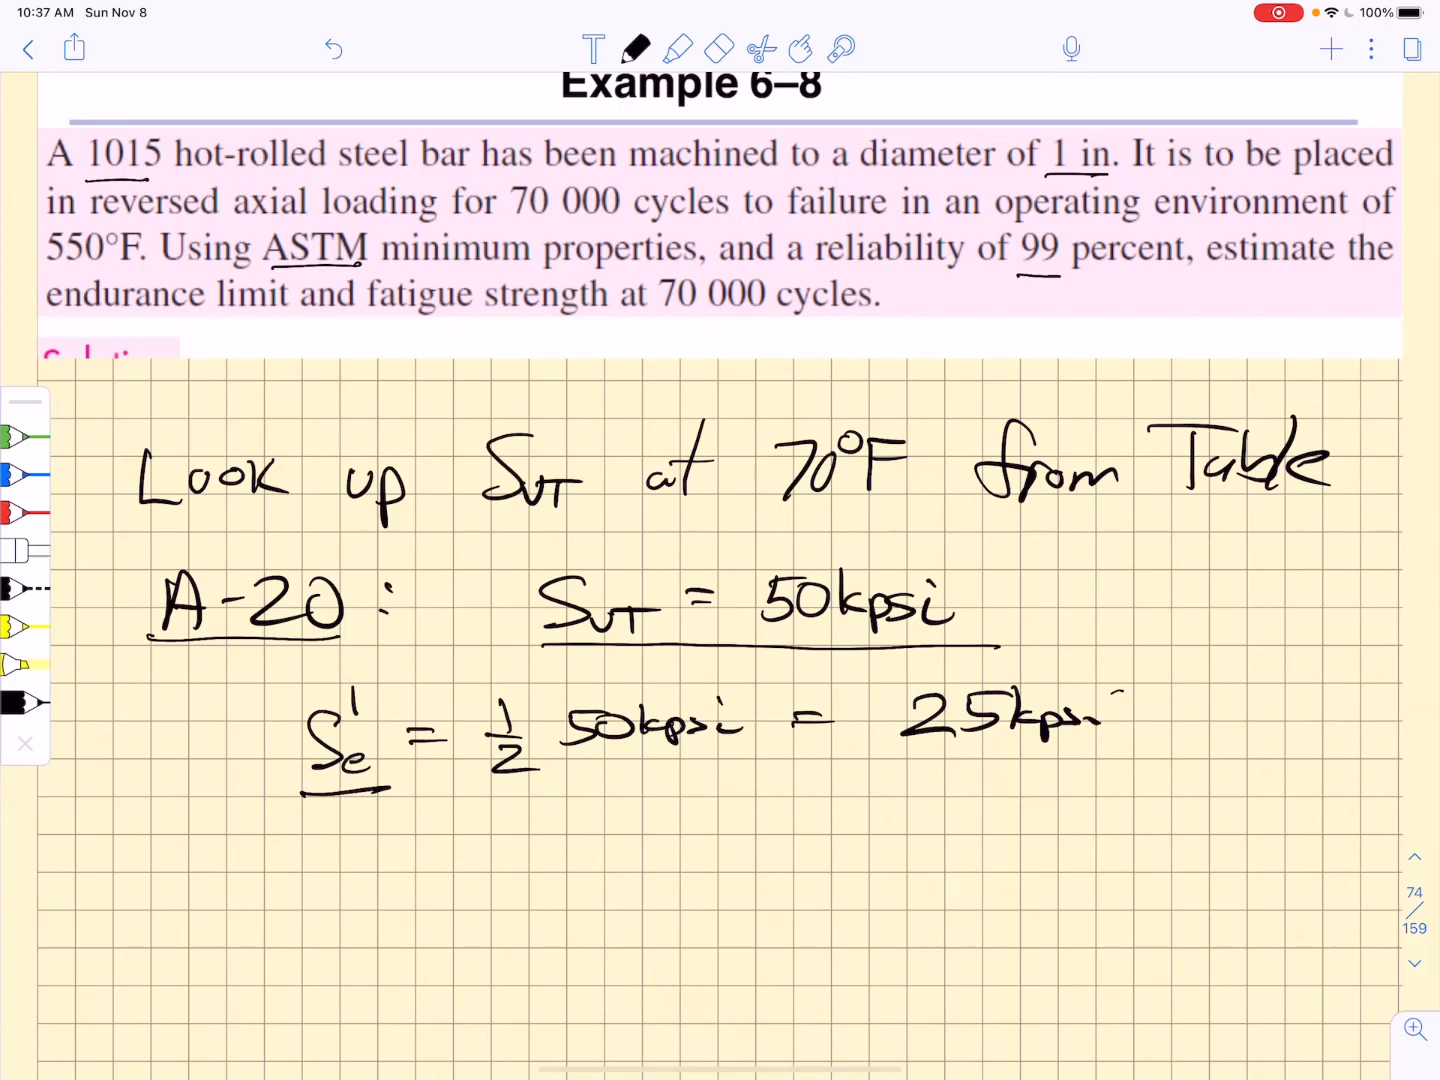 10:37 AM Sun Nov 8
100%
T
Example 6–8
A 1015 hot-rolled steel bar has been machined to a diameter of 1 in. It is to be placed
in reversed axial loading for 70 000 cycles to failure in an operating environment of
550°F. Using ASTM minimum properties, and a reliability of 99 percent, estimate the
endurance limit and fatigue strength at 70 000 cycles.
Look up SUT at 70°F from Table
A-20: SUT = 50kpsi
Se' = 1/2 50kpsi = 25kpsi
74
159